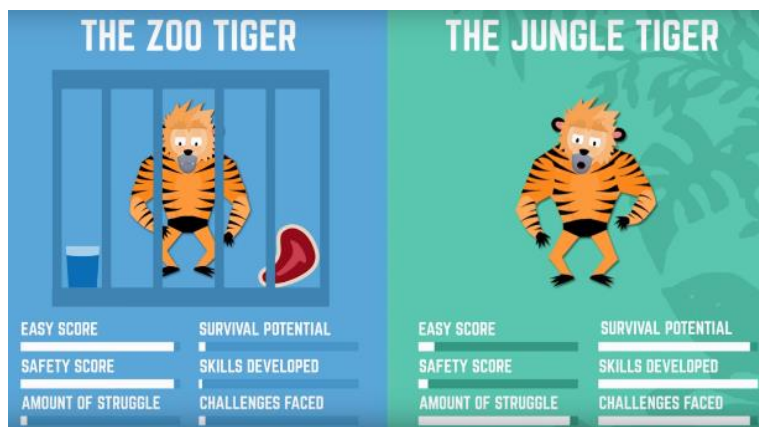 THE ZOO TIGER
EASY SCORE
SURVIVAL POTENTIAL
SAFETY SCORE
SKILLS DEVELOPED
AMOUNT OF STRUGGLE
CHALLENGES FACED
THE JUNGLE TIGER
EASY SCORE
SURVIVAL POTENTIAL
SAFETY SCORE
SKILLS DEVELOPED
AMOUNT OF STRUGGLE
CHALLENGES FACED